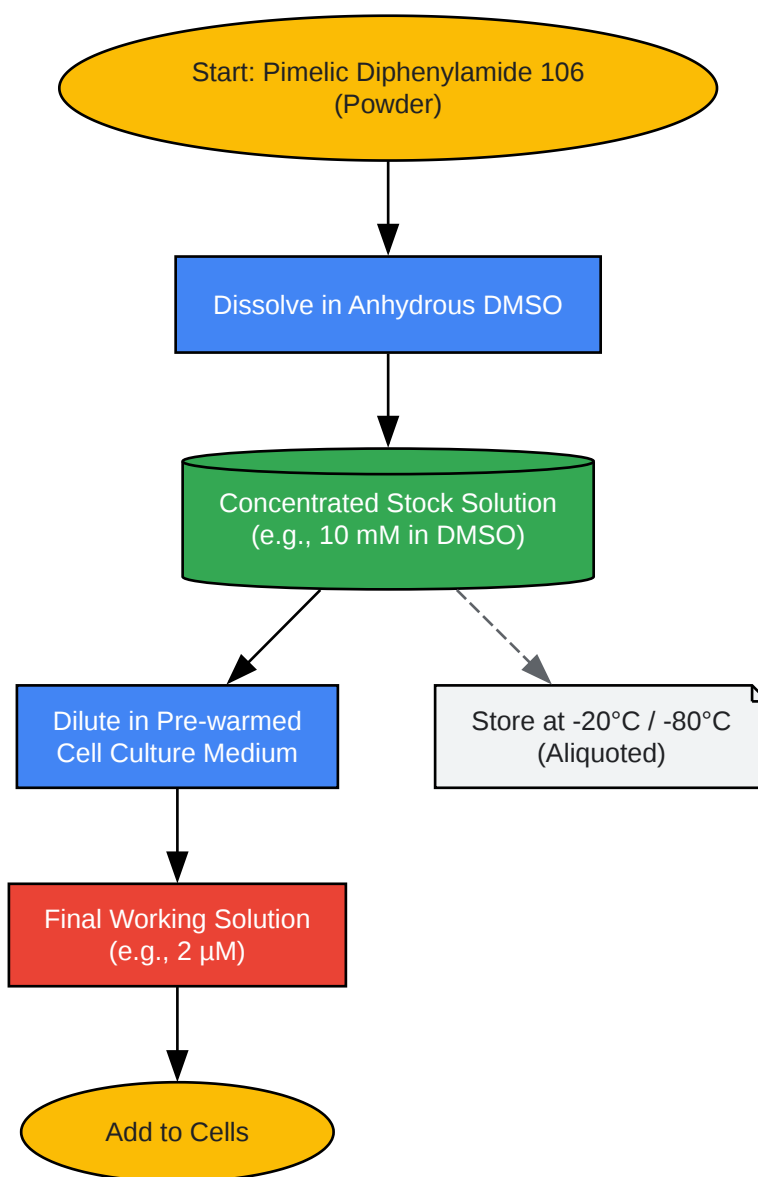 Start: Pimelic Diphenylamide 106
(Powder)
Dissolve in Anhydrous DMSO
Concentrated Stock Solution
(e.g., 10 mM in DMSO)
Dilute in Pre-warmed
Cell Culture Medium
Store at -20°C / -80°C
(Aliquoted)
Final Working Solution
(e.g., 2 µM)
Add to Cells